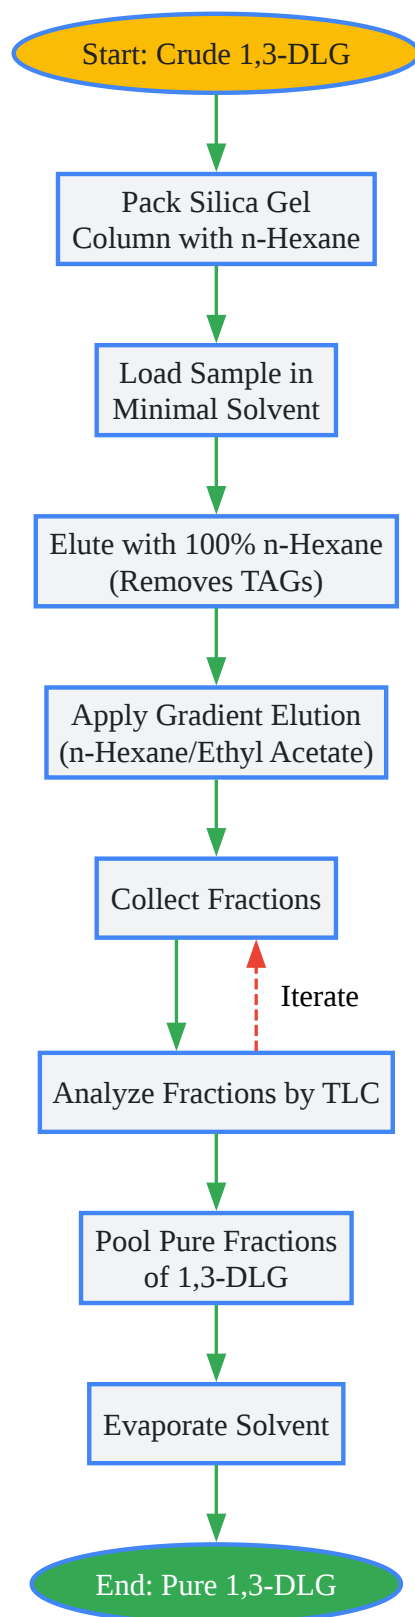 Start: Crude 1,3-DLG
Pack Silica Gel
Column with n-Hexane
Load Sample in
Minimal Solvent
Elute with 100% n-Hexane
(Removes TAGs)
Apply Gradient Elution
(n-Hexane/Ethyl Acetate)
Collect Fractions
Iterate
Analyze Fractions by TLC
Pool Pure Fractions
of 1,3-DLG
Evaporate Solvent
End: Pure 1,3-DLG